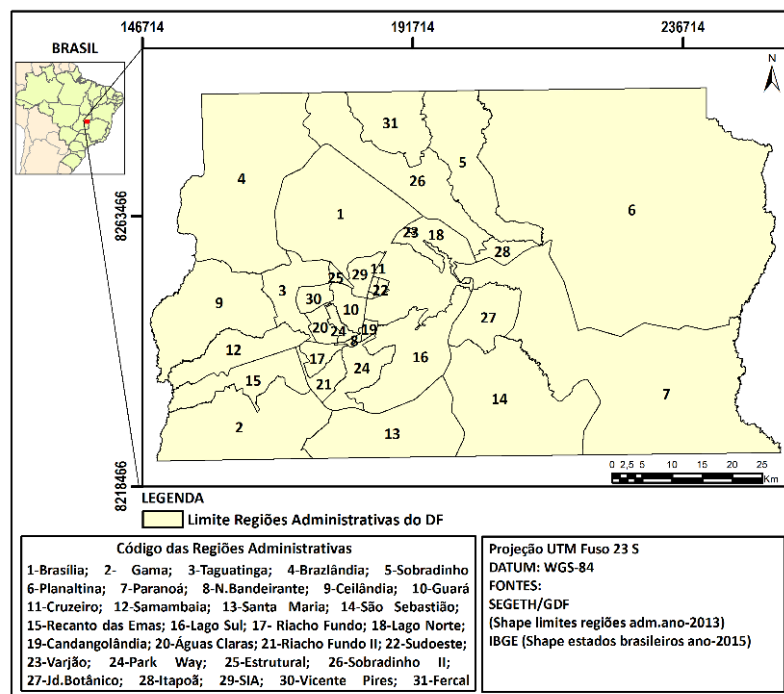 146714 191714 236714
BRASIL
N
31
5
4
26
6
1
23 18
28
11
25 29
22
3
9 30
10
27
20 24 19
8
12
17 16
24
15 21
14 7
2
13
8263466
8218466
0 2,5 5 10 15 20 25
Km
LEGENDA
Limite Regiões Administrativas do DF
Código das Regiões Administrativas
1-Brasília; 2- Gama; 3-Taguatinga; 4-Brazlândia; 5-Sobradinho
6-Planaltina; 7-Paranoá; 8-N.Bandeirante; 9-Ceilândia; 10-Guará
11-Cruzeiro; 12-Samambaia; 13-Santa Maria; 14-São Sebastião;
15-Recanto das Emas; 16-Lago Sul; 17- Riacho Fundo; 18-Lago Norte;
19-Candangolândia; 20-Águas Claras; 21-Riacho Fundo II; 22-Sudoeste;
23-Varjão; 24-Park Way; 25-Estrutural; 26-Sobradinho II;
27-Jd.Botânico; 28-Itapoã; 29-SIA; 30-Vicente Pires; 31-Fercal
Projeção UTM Fuso 23 S
DATUM: WGS-84
FONTES:
SEGETH/GDF
(Shape limites regiões adm.ano-2013)
IBGE (Shape estados brasileiros ano-2015)